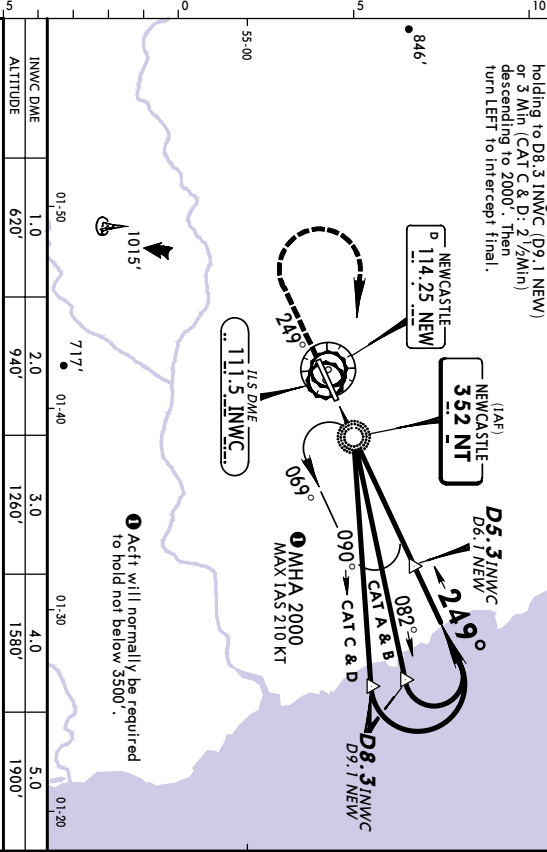 holding to D8.3 INWC (D9.1 NEW)
or 3 Min (CAT C & D: 2 1/2Min)
descending to 2000'. Then
turn LEFT to intercept final.
10
5
0
5
846'
55-00
NEWCASTLE
D 114.25 NEW
(IAF)
NEWCASTLE
352 NT
D5.3 INWC
D6.1 NEW
249°
249°
082°
CAT A & B
090°
CAT C & D
069°
D8.3 INWC
D9.1 NEW
ILS DME
111.5 INWC
❶ MHA 2000
MAX IAS 210 KT
❶ Acft will normally be required
to hold not below 3500'.
1015'
717'
01-50
01-40
01-30
01-20
INWC DME 1.0 2.0 3.0 4.0 5.0
ALTITUDE 620' 940' 1260' 1580' 1900'